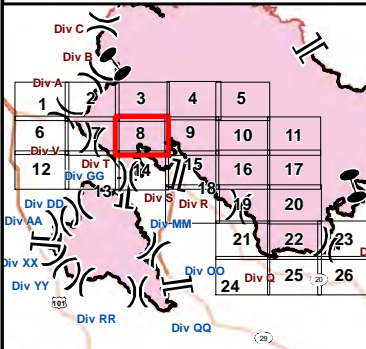 Div C
Div B
Div A
1 2 3 4 5
6 7 8 9 10 11
Div V
12 Div T 14 15 16 17
Div GG
13 18 19 20
Div DD Div S Div R
Div AA Div MM
21 22 23
Div XX Div OO
Div YY 24 Div Q 25 20 26
101
Div RR
Div QQ
29